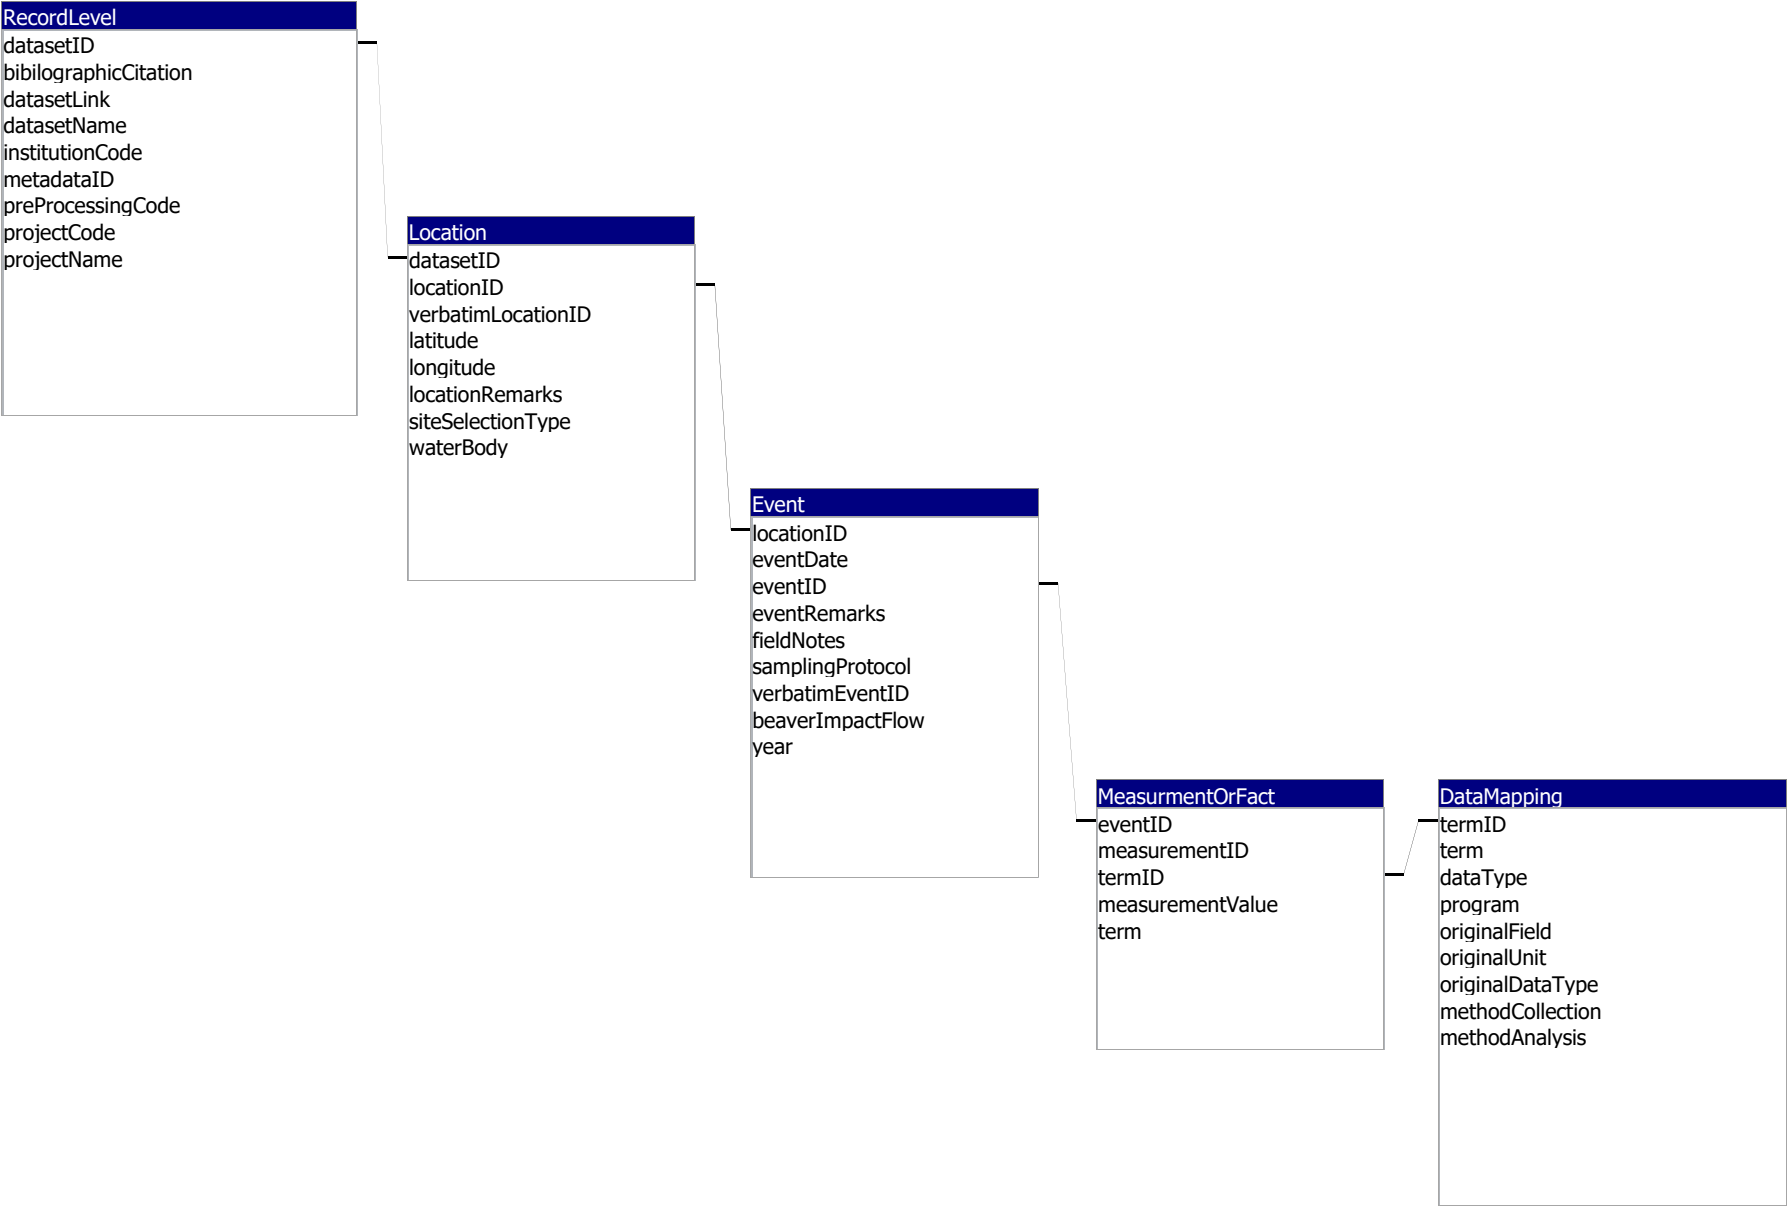 RecordLevel
datasetID
bibilographicCitation
datasetLink
datasetName
institutionCode
metadataID
preProcessingCode
projectCode
projectName
Location
datasetID
locationID
verbatimLocationID
latitude
longitude
locationRemarks
siteSelectionType
waterBody
Event
locationID
eventDate
eventID
eventRemarks
fieldNotes
samplingProtocol
verbatimEventID
beaverImpactFlow
year
MeasurmentOrFact
eventID
measurementID
termID
measurementValue
term
DataMapping
termID
term
dataType
program
originalField
originalUnit
originalDataType
methodCollection
methodAnalysis